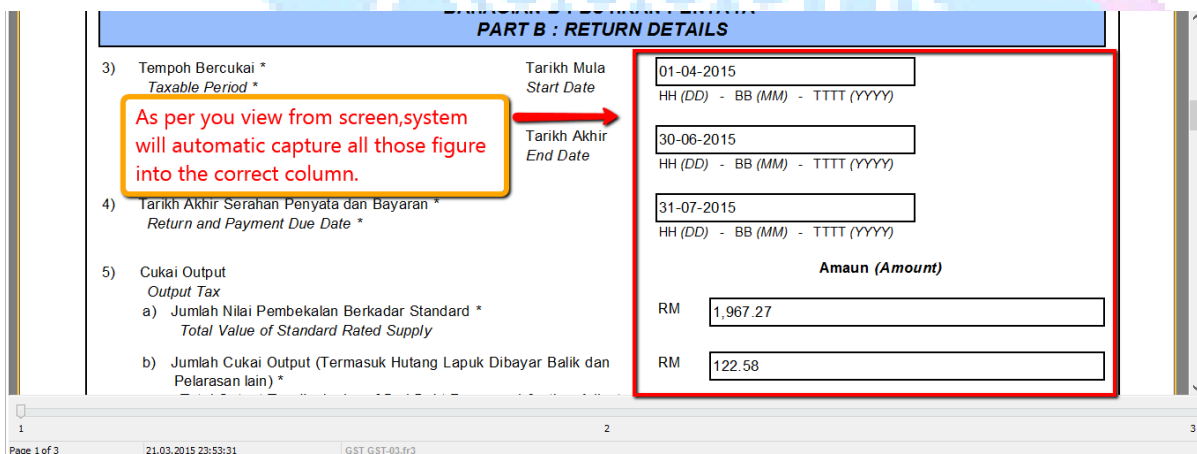 PART B : RETURN DETAILS
3) Tempoh Bercukai * Tarikh Mula 01-04-2015
Taxable Period * Start Date HH (DD) - BB (MM) - TTTT (YYYY)
As per you view from screen,system
will automatic capture all those figure
into the correct column.
Tarikh Akhir 30-06-2015
End Date HH (DD) - BB (MM) - TTTT (YYYY)
4) Tarikh Akhir Serahan Penyata dan Bayaran * 31-07-2015
Return and Payment Due Date * HH (DD) - BB (MM) - TTTT (YYYY)
5) Cukai Output Amaun (Amount)
Output Tax
a) Jumlah Nilai Pembekalan Berkadar Standard * RM 1,967.27
Total Value of Standard Rated Supply
b) Jumlah Cukai Output (Termasuk Hutang Lapuk Dibayar Balik dan RM 122.58
Pelarasan lain) *
1 2 3
Page 1 of 3 21.03.2015 23:53:31 GST GST-03.fr3